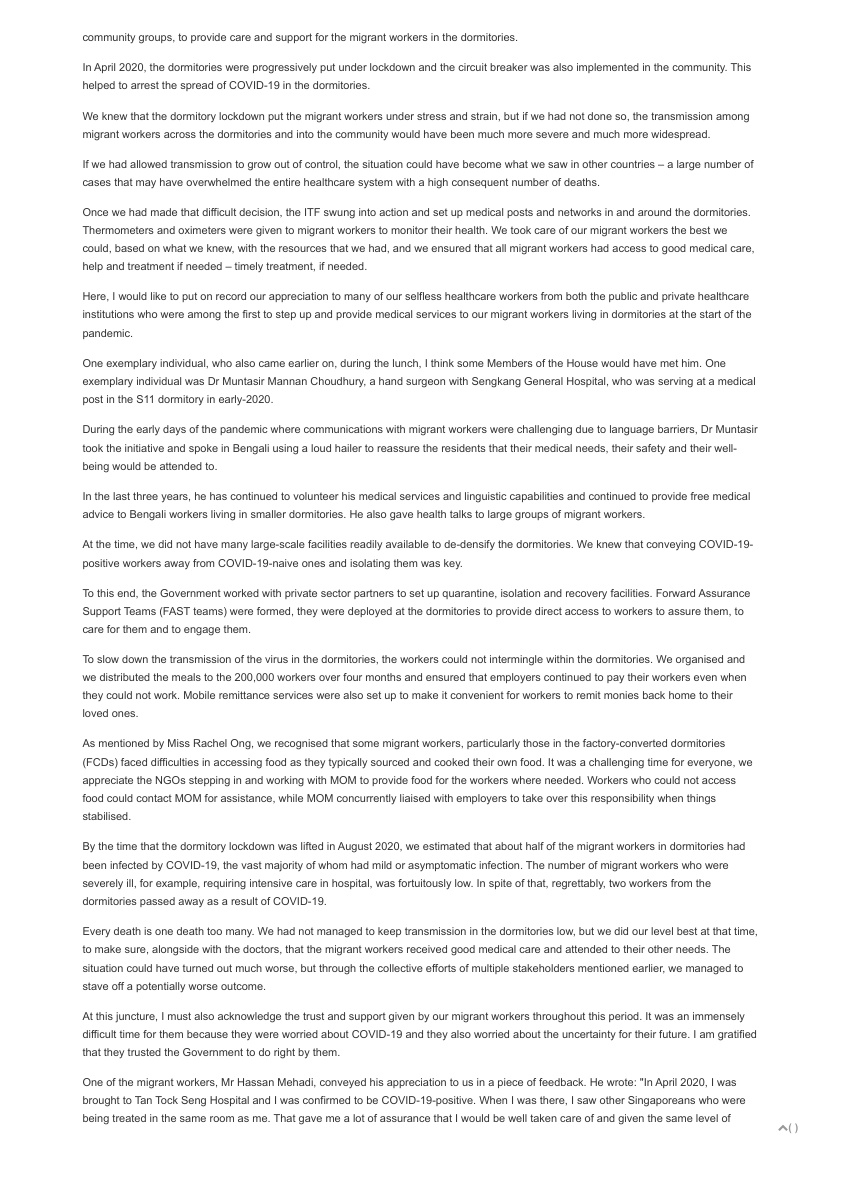 community groups, to provide care and support for the migrant workers in the dormitories.
In April 2020, the dormitories were progressively put under lockdown and the circuit breaker was also implemented in the community. This
helped to arrest the spread of COVID-19 in the dormitories.
We knew that the dormitory lockdown put the migrant workers under stress and strain, but if we had not done so, the transmission among
migrant workers across the dormitories and into the community would have been much more severe and much more widespread.
If we had allowed transmission to grow out of control, the situation could have become what we saw in other countries – a large number of
cases that may have overwhelmed the entire healthcare system with a high consequent number of deaths.
Once we had made that difficult decision, the ITF swung into action and set up medical posts and networks in and around the dormitories.
Thermometers and oximeters were given to migrant workers to monitor their health. We took care of our migrant workers the best we
could, based on what we knew, with the resources that we had, and we ensured that all migrant workers had access to good medical care,
help and treatment if needed – timely treatment, if needed.
Here, I would like to put on record our appreciation to many of our selfless healthcare workers from both the public and private healthcare
institutions who were among the first to step up and provide medical services to our migrant workers living in dormitories at the start of the
pandemic.
One exemplary individual, who also came earlier on, during the lunch, I think some Members of the House would have met him. One
exemplary individual was Dr Muntasir Mannan Choudhury, a hand surgeon with Sengkang General Hospital, who was serving at a medical
post in the S11 dormitory in early-2020.
During the early days of the pandemic where communications with migrant workers were challenging due to language barriers, Dr Muntasir
took the initiative and spoke in Bengali using a loud hailer to reassure the residents that their medical needs, their safety and their well-
being would be attended to.
In the last three years, he has continued to volunteer his medical services and linguistic capabilities and continued to provide free medical
advice to Bengali workers living in smaller dormitories. He also gave health talks to large groups of migrant workers.
At the time, we did not have many large-scale facilities readily available to de-densify the dormitories. We knew that conveying COVID-19-
positive workers away from COVID-19-naive ones and isolating them was key.
To this end, the Government worked with private sector partners to set up quarantine, isolation and recovery facilities. Forward Assurance
Support Teams (FAST teams) were formed, they were deployed at the dormitories to provide direct access to workers to assure them, to
care for them and to engage them.
To slow down the transmission of the virus in the dormitories, the workers could not intermingle within the dormitories. We organised and
we distributed the meals to the 200,000 workers over four months and ensured that employers continued to pay their workers even when
they could not work. Mobile remittance services were also set up to make it convenient for workers to remit monies back home to their
loved ones.
As mentioned by Miss Rachel Ong, we recognised that some migrant workers, particularly those in the factory-converted dormitories
(FCDs) faced difficulties in accessing food as they typically sourced and cooked their own food. It was a challenging time for everyone, we
appreciate the NGOs stepping in and working with MOM to provide food for the workers where needed. Workers who could not access
food could contact MOM for assistance, while MOM concurrently liaised with employers to take over this responsibility when things
stabilised.
By the time that the dormitory lockdown was lifted in August 2020, we estimated that about half of the migrant workers in dormitories had
been infected by COVID-19, the vast majority of whom had mild or asymptomatic infection. The number of migrant workers who were
severely ill, for example, requiring intensive care in hospital, was fortuitously low. In spite of that, regrettably, two workers from the
dormitories passed away as a result of COVID-19.
Every death is one death too many. We had not managed to keep transmission in the dormitories low, but we did our level best at that time,
to make sure, alongside with the doctors, that the migrant workers received good medical care and attended to their other needs. The
situation could have turned out much worse, but through the collective efforts of multiple stakeholders mentioned earlier, we managed to
stave off a potentially worse outcome.
At this juncture, I must also acknowledge the trust and support given by our migrant workers throughout this period. It was an immensely
difficult time for them because they were worried about COVID-19 and they also worried about the uncertainty for their future. I am gratified
that they trusted the Government to do right by them.
One of the migrant workers, Mr Hassan Mehadi, conveyed his appreciation to us in a piece of feedback. He wrote: "In April 2020, I was
brought to Tan Tock Seng Hospital and I was confirmed to be COVID-19-positive. When I was there, I saw other Singaporeans who were
being treated in the same room as me. That gave me a lot of assurance that I would be well taken care of and given the same level of
( )